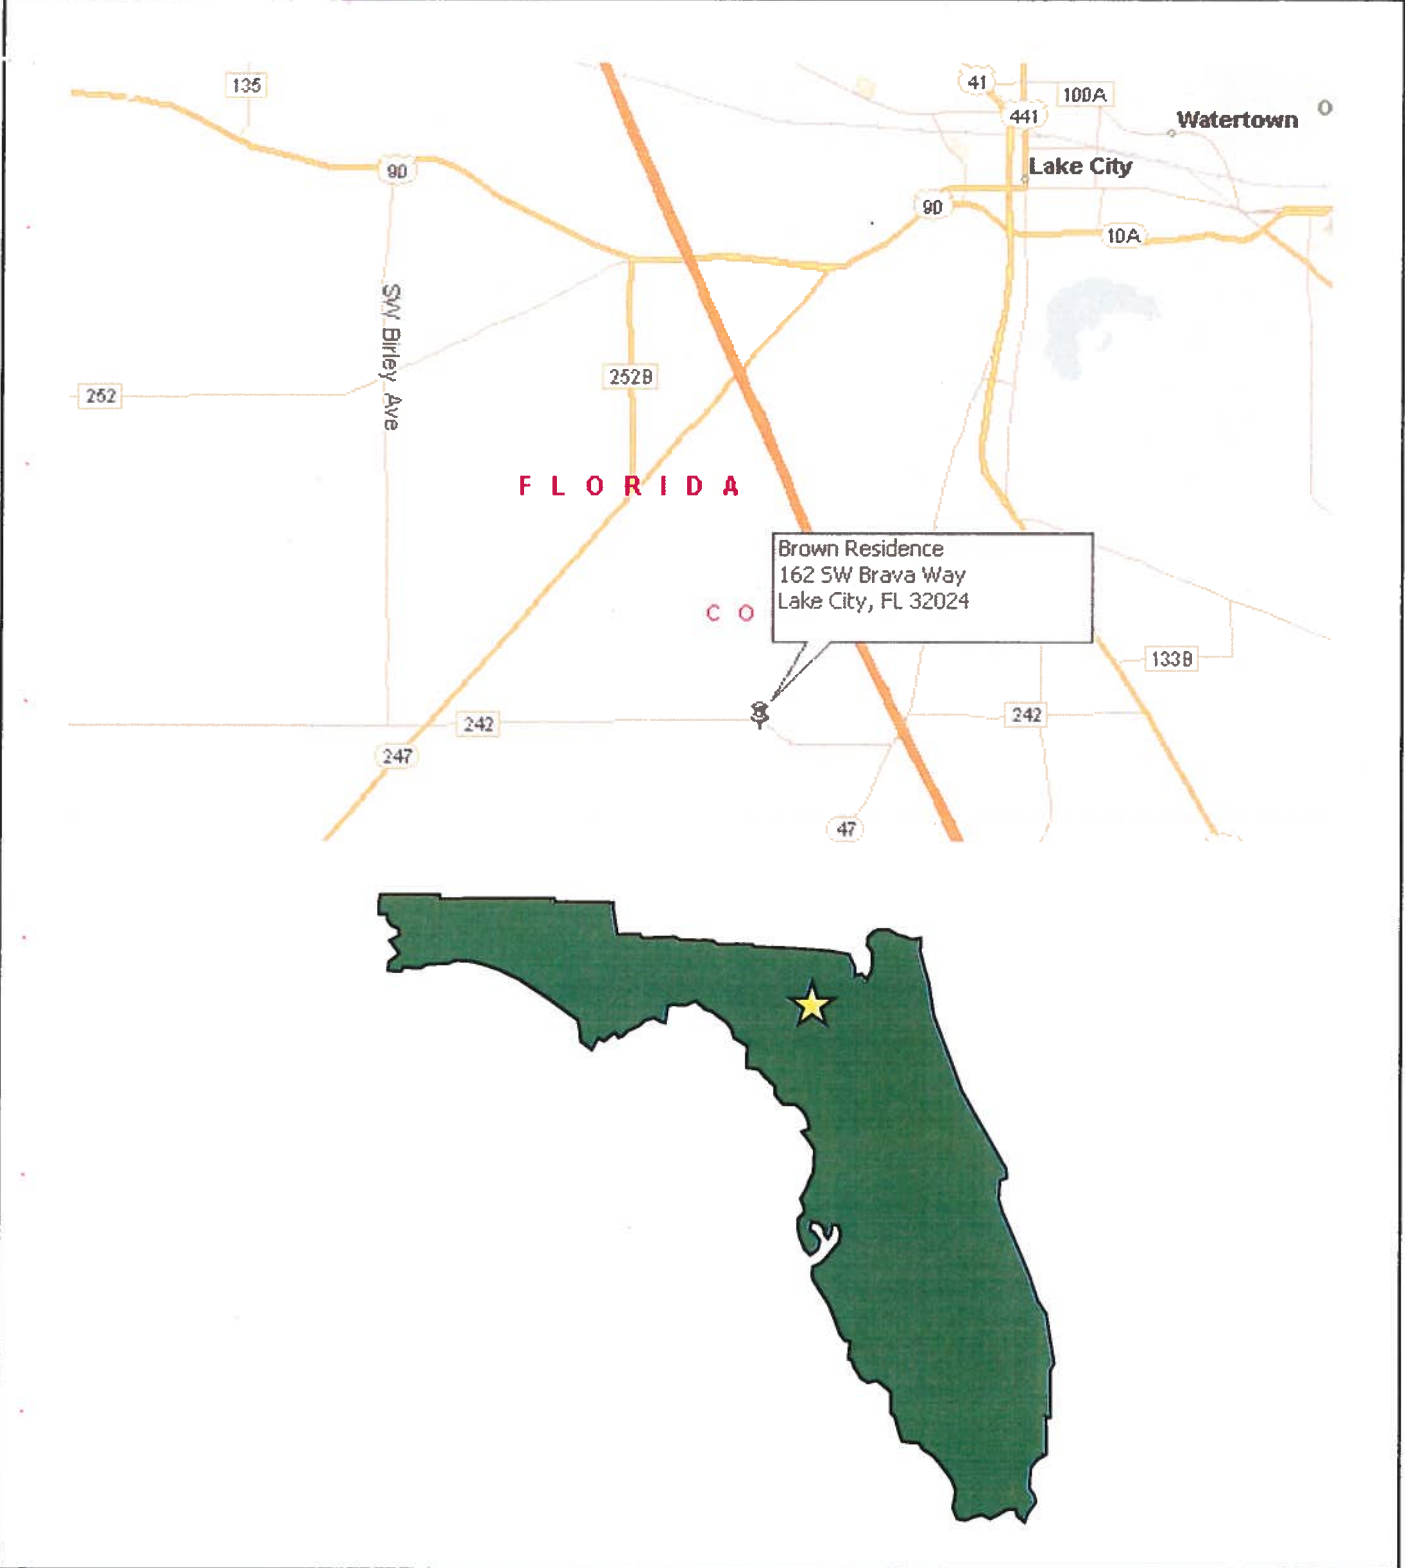 135
41
100A
441
Watertown
O
Lake City
90
90
10A
SW Birley Ave
252B
252
FLORIDA
Brown Residence
162 SW Brava Way
Lake City, FL 32024
CO
133B
242
242
247
47